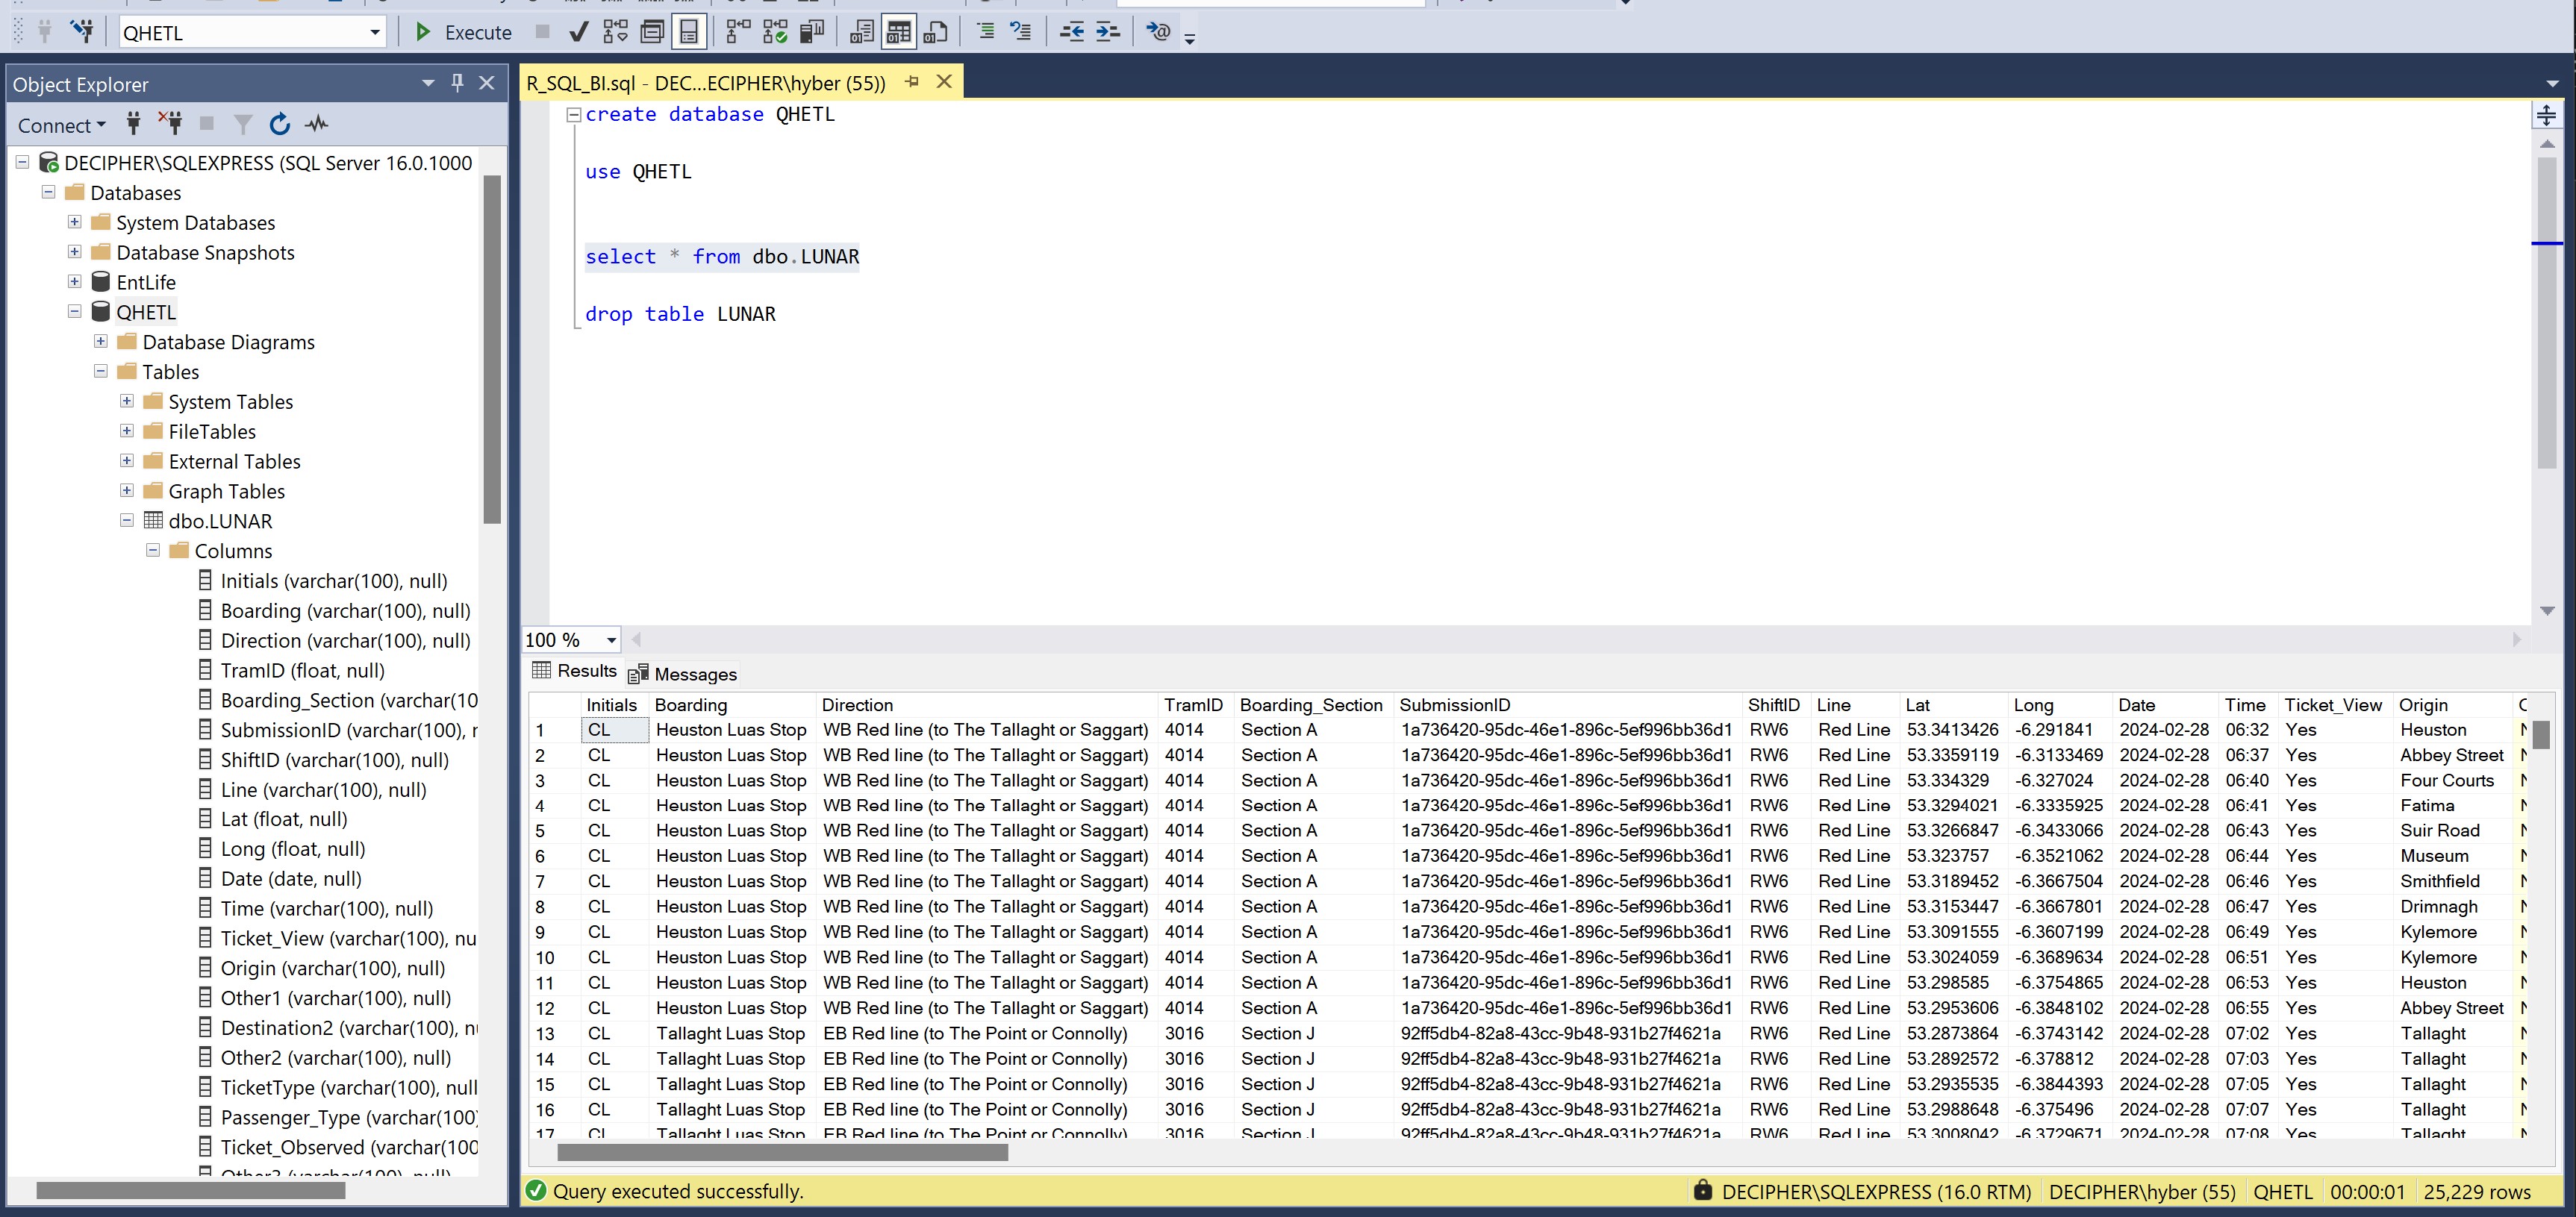 QHETL
Execute
Object Explorer
Connect
DECIPHER\SQLEXPRESS (SQL Server 16.0.1000
Databases
System Databases
Database Snapshots
EntLife
QHETL
Database Diagrams
Tables
System Tables
FileTables
External Tables
Graph Tables
dbo.LUNAR
Columns
Initials (varchar(100), null)
Boarding (varchar(100), null)
Direction (varchar(100), null)
TramID (float, null)
Boarding_Section (varchar(10
SubmissionID (varchar(100), r
ShiftID (varchar(100), null)
Line (varchar(100), null)
Lat (float, null)
Long (float, null)
Date (date, null)
Time (varchar(100), null)
Ticket_View (varchar(100), nu
Origin (varchar(100), null)
Other1 (varchar(100), null)
Destination2 (varchar(100), nu
Other2 (varchar(100), null)
TicketType (varchar(100), null
Passenger_Type (varchar(100)
Ticket_Observed (varchar(100
R_SQL_BI.sql - DEC...ECIPHER\hyber (55))
create database QHETL
use QHETL
select * from dbo.LUNAR
drop table LUNAR
100 %
Results Messages
Initials Boarding Direction TramID Boarding_Section SubmissionID ShiftID Line Lat Long Date Time Ticket_View Origin
1 CL Heuston Luas Stop WB Red line (to The Tallaght or Saggart) 4014 Section A 1a736420-95dc-46e1-896c-5ef996bb36d1 RW6 Red Line 53.3413426 -6.291841 2024-02-28 06:32 Yes Heuston
2 CL Heuston Luas Stop WB Red line (to The Tallaght or Saggart) 4014 Section A 1a736420-95dc-46e1-896c-5ef996bb36d1 RW6 Red Line 53.3359119 -6.3133469 2024-02-28 06:37 Yes Abbey Street
3 CL Heuston Luas Stop WB Red line (to The Tallaght or Saggart) 4014 Section A 1a736420-95dc-46e1-896c-5ef996bb36d1 RW6 Red Line 53.334329 -6.327024 2024-02-28 06:40 Yes Four Courts
4 CL Heuston Luas Stop WB Red line (to The Tallaght or Saggart) 4014 Section A 1a736420-95dc-46e1-896c-5ef996bb36d1 RW6 Red Line 53.3294021 -6.3335925 2024-02-28 06:41 Yes Fatima
5 CL Heuston Luas Stop WB Red line (to The Tallaght or Saggart) 4014 Section A 1a736420-95dc-46e1-896c-5ef996bb36d1 RW6 Red Line 53.3266847 -6.3433066 2024-02-28 06:43 Yes Suir Road
6 CL Heuston Luas Stop WB Red line (to The Tallaght or Saggart) 4014 Section A 1a736420-95dc-46e1-896c-5ef996bb36d1 RW6 Red Line 53.323757 -6.3521062 2024-02-28 06:44 Yes Museum
7 CL Heuston Luas Stop WB Red line (to The Tallaght or Saggart) 4014 Section A 1a736420-95dc-46e1-896c-5ef996bb36d1 RW6 Red Line 53.3189452 -6.3667504 2024-02-28 06:46 Yes Smithfield
8 CL Heuston Luas Stop WB Red line (to The Tallaght or Saggart) 4014 Section A 1a736420-95dc-46e1-896c-5ef996bb36d1 RW6 Red Line 53.3153447 -6.3667801 2024-02-28 06:47 Yes Drimnagh
9 CL Heuston Luas Stop WB Red line (to The Tallaght or Saggart) 4014 Section A 1a736420-95dc-46e1-896c-5ef996bb36d1 RW6 Red Line 53.3091555 -6.3607199 2024-02-28 06:49 Yes Kylemore
10 CL Heuston Luas Stop WB Red line (to The Tallaght or Saggart) 4014 Section A 1a736420-95dc-46e1-896c-5ef996bb36d1 RW6 Red Line 53.3024059 -6.3689634 2024-02-28 06:51 Yes Kylemore
11 CL Heuston Luas Stop WB Red line (to The Tallaght or Saggart) 4014 Section A 1a736420-95dc-46e1-896c-5ef996bb36d1 RW6 Red Line 53.298585 -6.3754865 2024-02-28 06:53 Yes Heuston
12 CL Heuston Luas Stop WB Red line (to The Tallaght or Saggart) 4014 Section A 1a736420-95dc-46e1-896c-5ef996bb36d1 RW6 Red Line 53.2953606 -6.3848102 2024-02-28 06:55 Yes Abbey Street
13 CL Tallaght Luas Stop EB Red line (to The Point or Connolly) 3016 Section J 92ff5db4-82a8-43cc-9b48-931b27f4621a RW6 Red Line 53.2873864 -6.3743142 2024-02-28 07:02 Yes Tallaght
14 CL Tallaght Luas Stop EB Red line (to The Point or Connolly) 3016 Section J 92ff5db4-82a8-43cc-9b48-931b27f4621a RW6 Red Line 53.2892572 -6.378812 2024-02-28 07:03 Yes Tallaght
15 CL Tallaght Luas Stop EB Red line (to The Point or Connolly) 3016 Section J 92ff5db4-82a8-43cc-9b48-931b27f4621a RW6 Red Line 53.2935535 -6.3844393 2024-02-28 07:05 Yes Tallaght
16 CL Tallaght Luas Stop EB Red line (to The Point or Connolly) 3016 Section J 92ff5db4-82a8-43cc-9b48-931b27f4621a RW6 Red Line 53.2988648 -6.375496 2024-02-28 07:07 Yes Tallaght
17 CL Tallaght Luas Stop EB Red line (to The Point or Connolly) 3016 Section J 92ff5db4-82a8-43cc-9b48-931b27f4621a RW6 Red Line 53.3008042 -6.3729671 2024-02-28 07:08 Yes Tallaght
Query executed successfully.
DECIPHER\SQLEXPRESS (16.0 RTM) DECIPHER\hyber (55) QHETL 00:00:01 25,229 rows